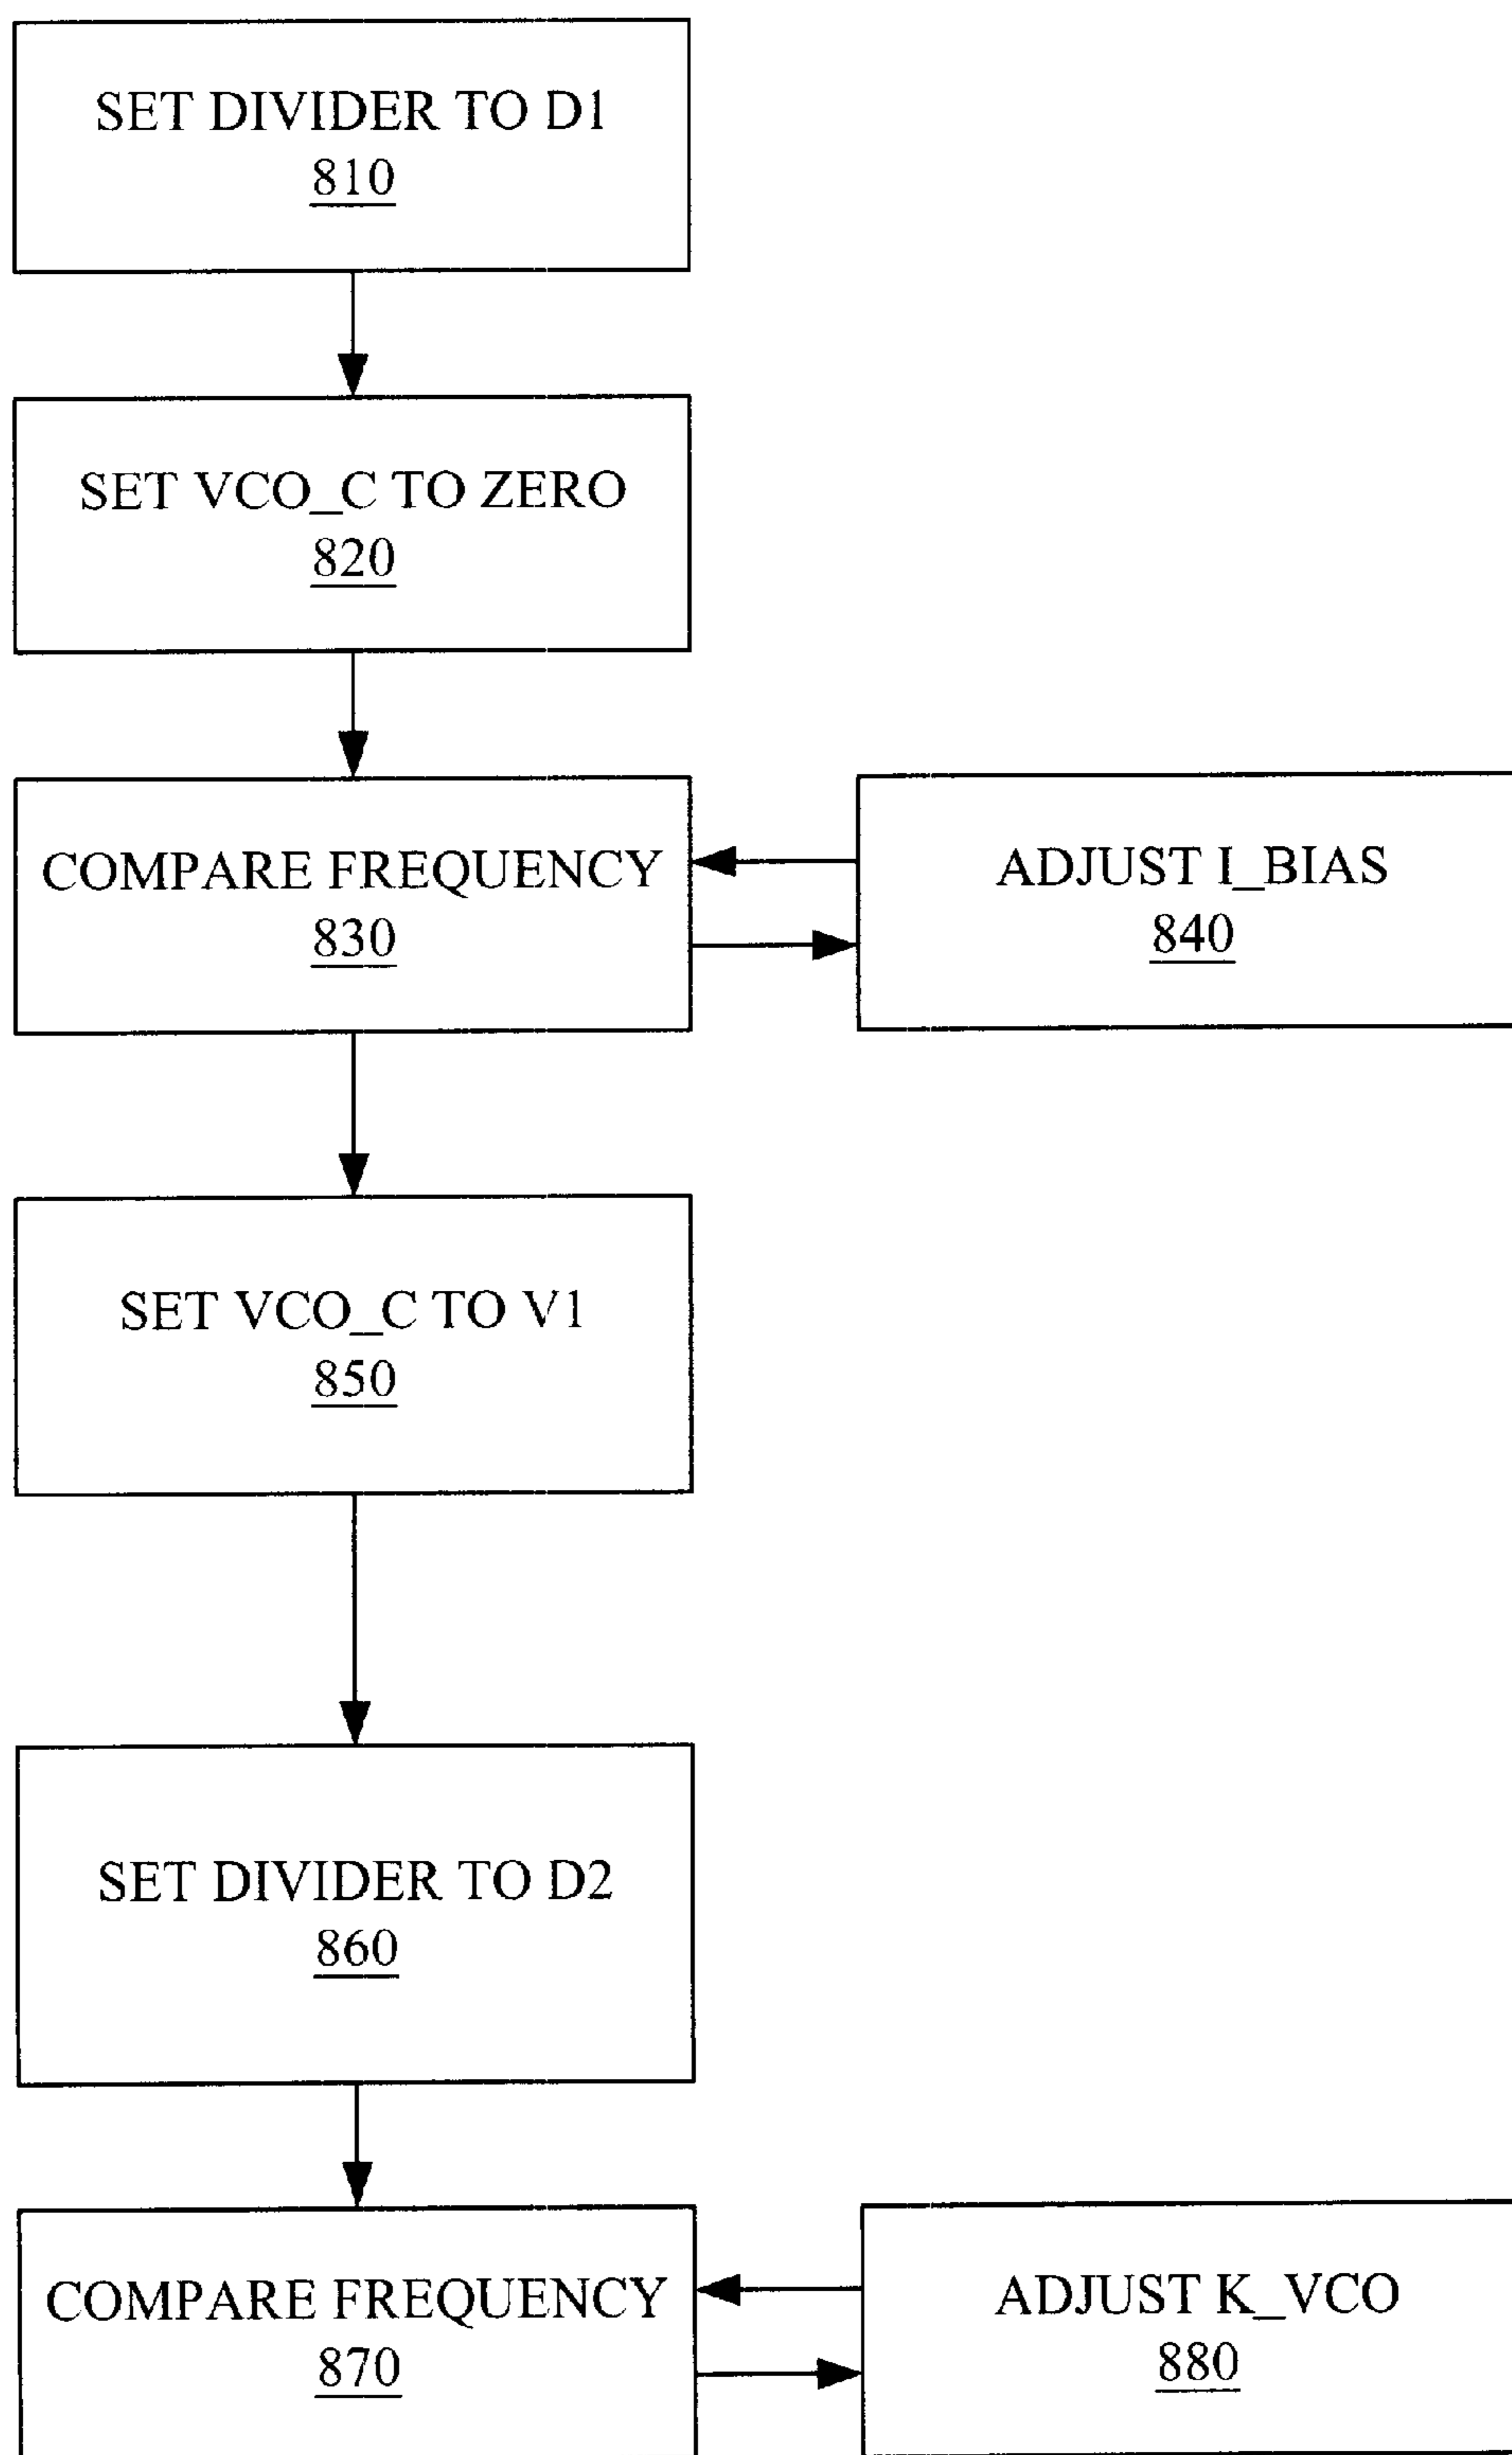 SET DIVIDER TO D1
810
SET VCO_C TO ZERO
820
COMPARE FREQUENCY
830
ADJUST I_BIAS
840
SET VCO_C TO V1
850
SET DIVIDER TO D2
860
COMPARE FREQUENCY
870
ADJUST K_VCO
880